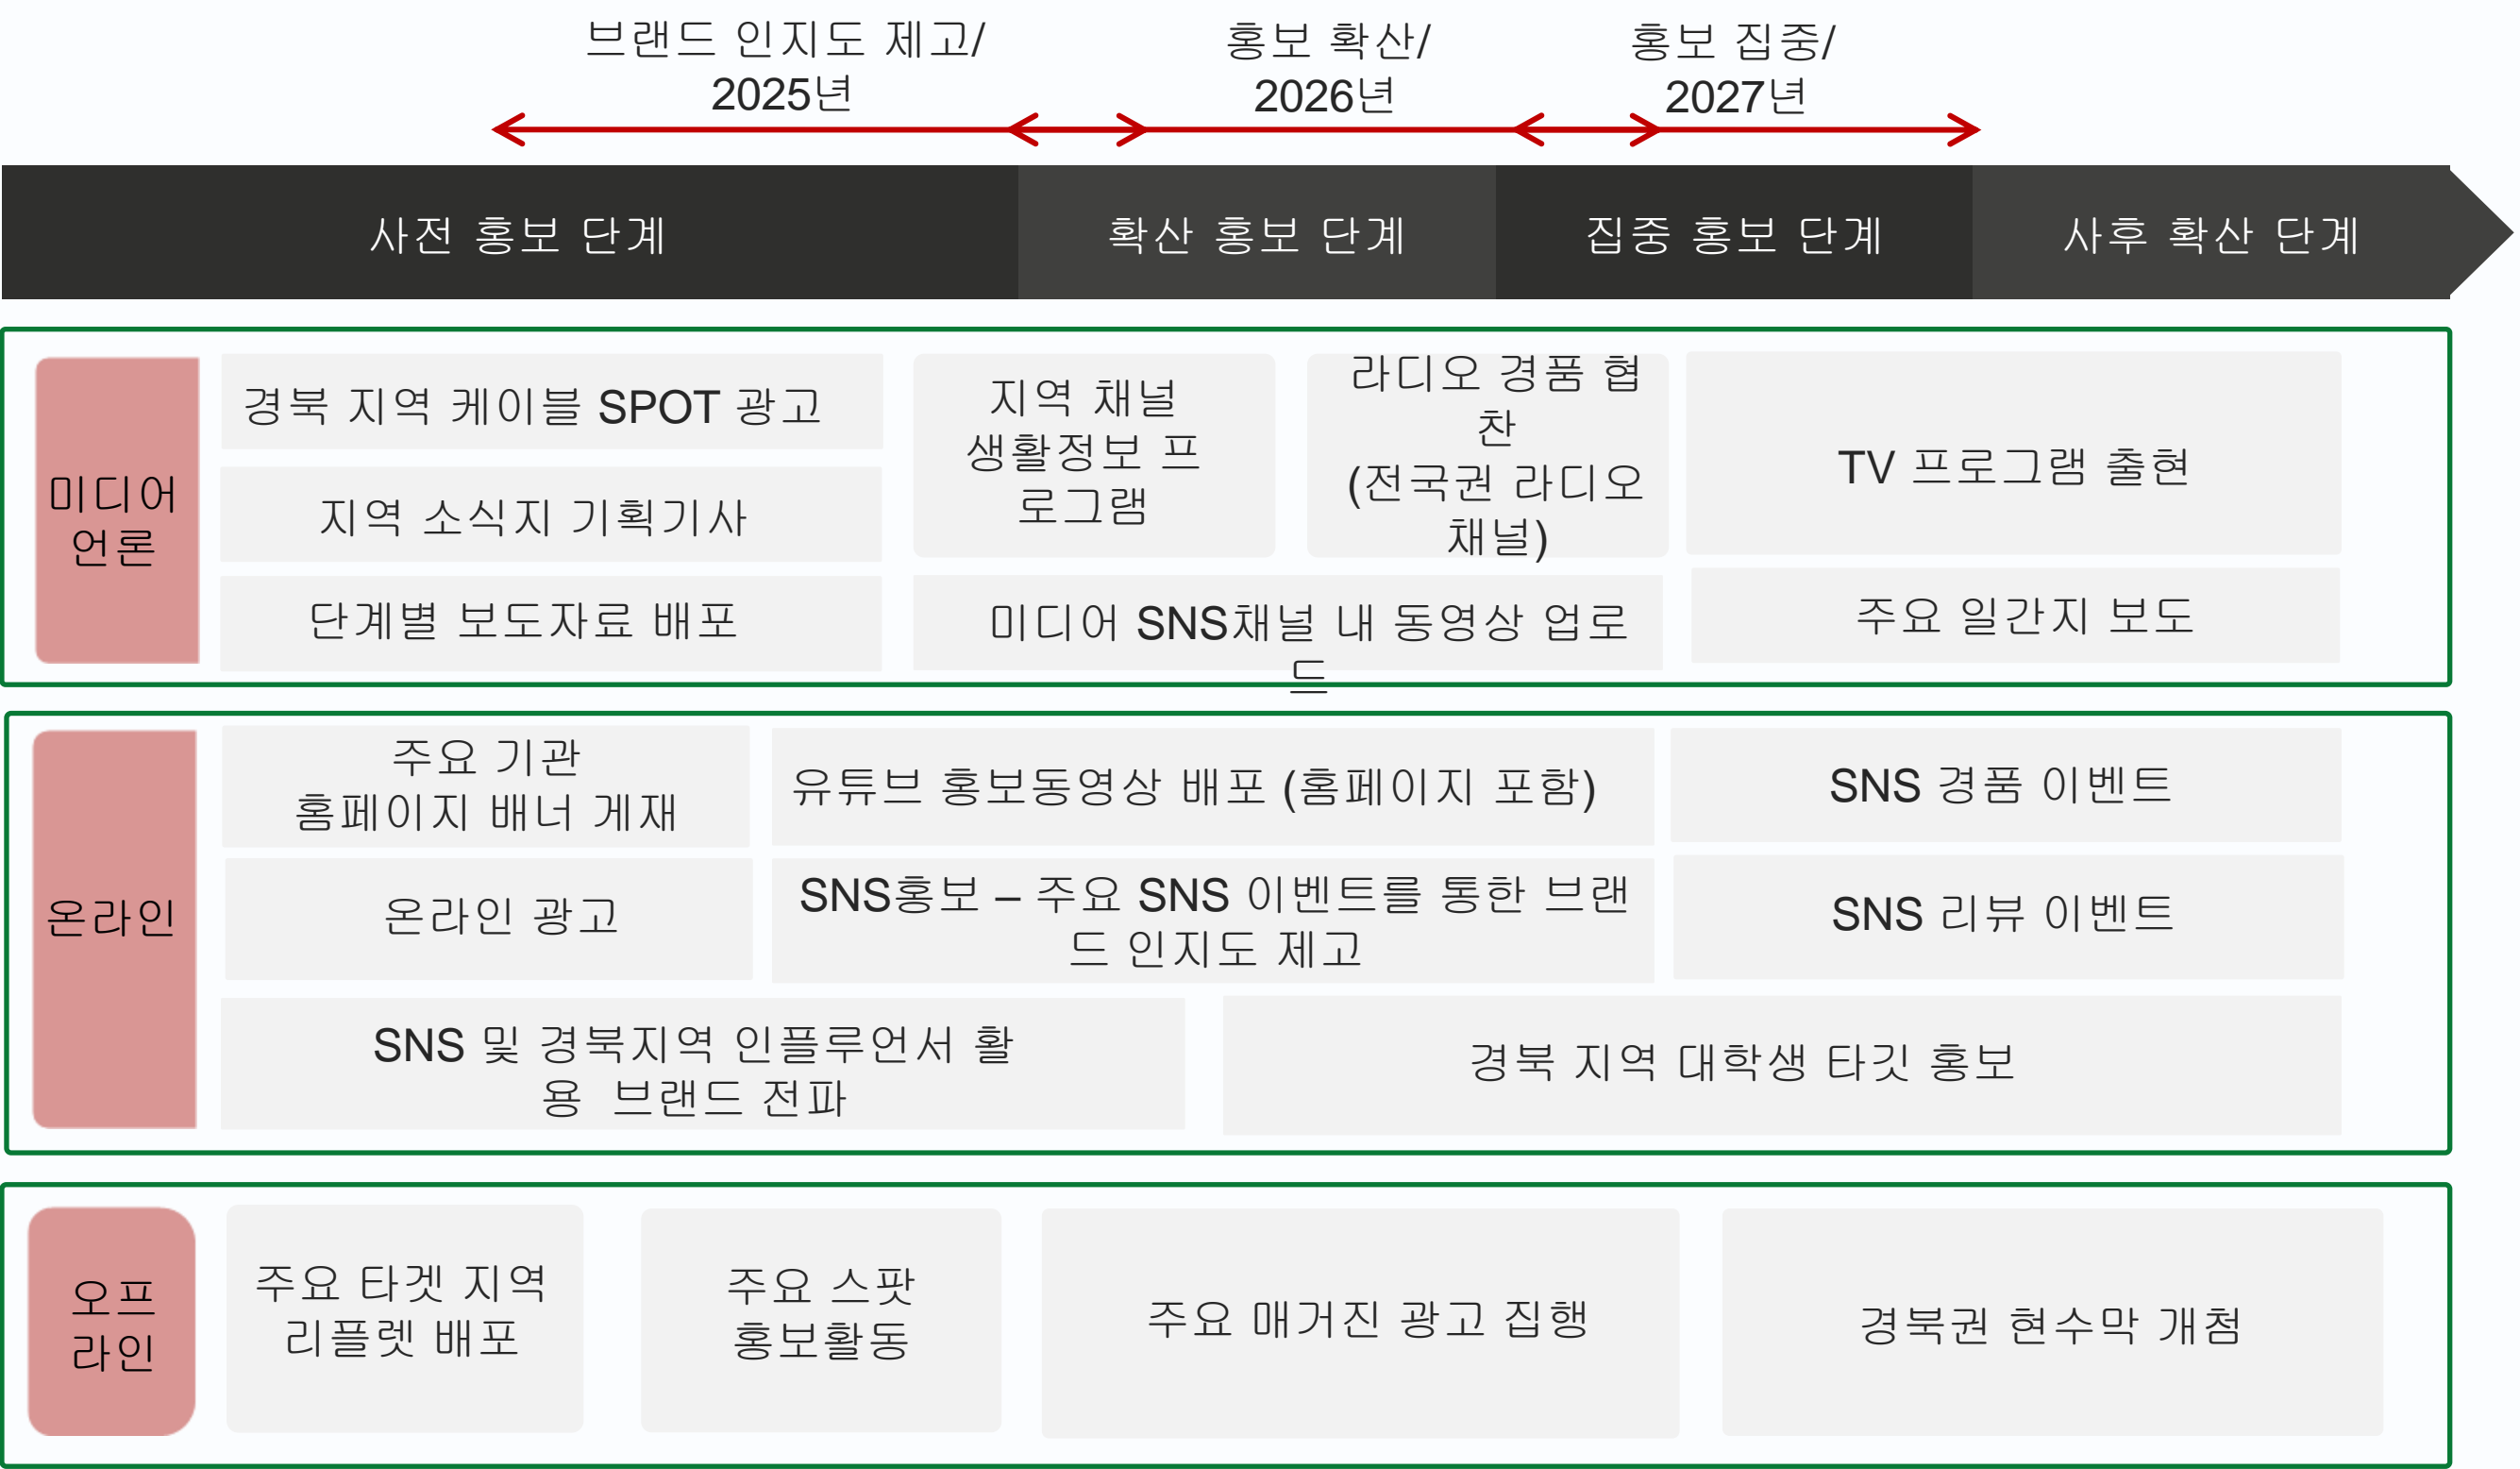 브랜드 인지도 제고/
2025년
홍보 확산/
2026년
홍보 집중/
2027년
사전 홍보 단계
확산 홍보 단계
집중 홍보 단계
사후 확산 단계
미디어
언론
경북 지역 케이블 SPOT 광고
지역 소식지 기획기사
단계별 보도자료 배포
지역 채널
생활정보 프
로그램
라디오 경품 협
찬
(전국권 라디오
채널)
미디어 SNS채널 내 동영상 업로
드
TV 프로그램 출현
주요 일간지 보도
온라인
주요 기관
홈페이지 배너 게재
유튜브 홍보동영상 배포 (홈페이지 포함)
SNS 경품 이벤트
온라인 광고
SNS홍보 – 주요 SNS 이벤트를 통한 브랜
드 인지도 제고
SNS 리뷰 이벤트
SNS 및 경북지역 인플루언서 활
용  브랜드 전파
경북 지역 대학생 타깃 홍보
오프
라인
주요 타겟 지역
리플렛 배포
주요 스팟
홍보활동
주요 매거진 광고 집행
경북권 현수막 개첨